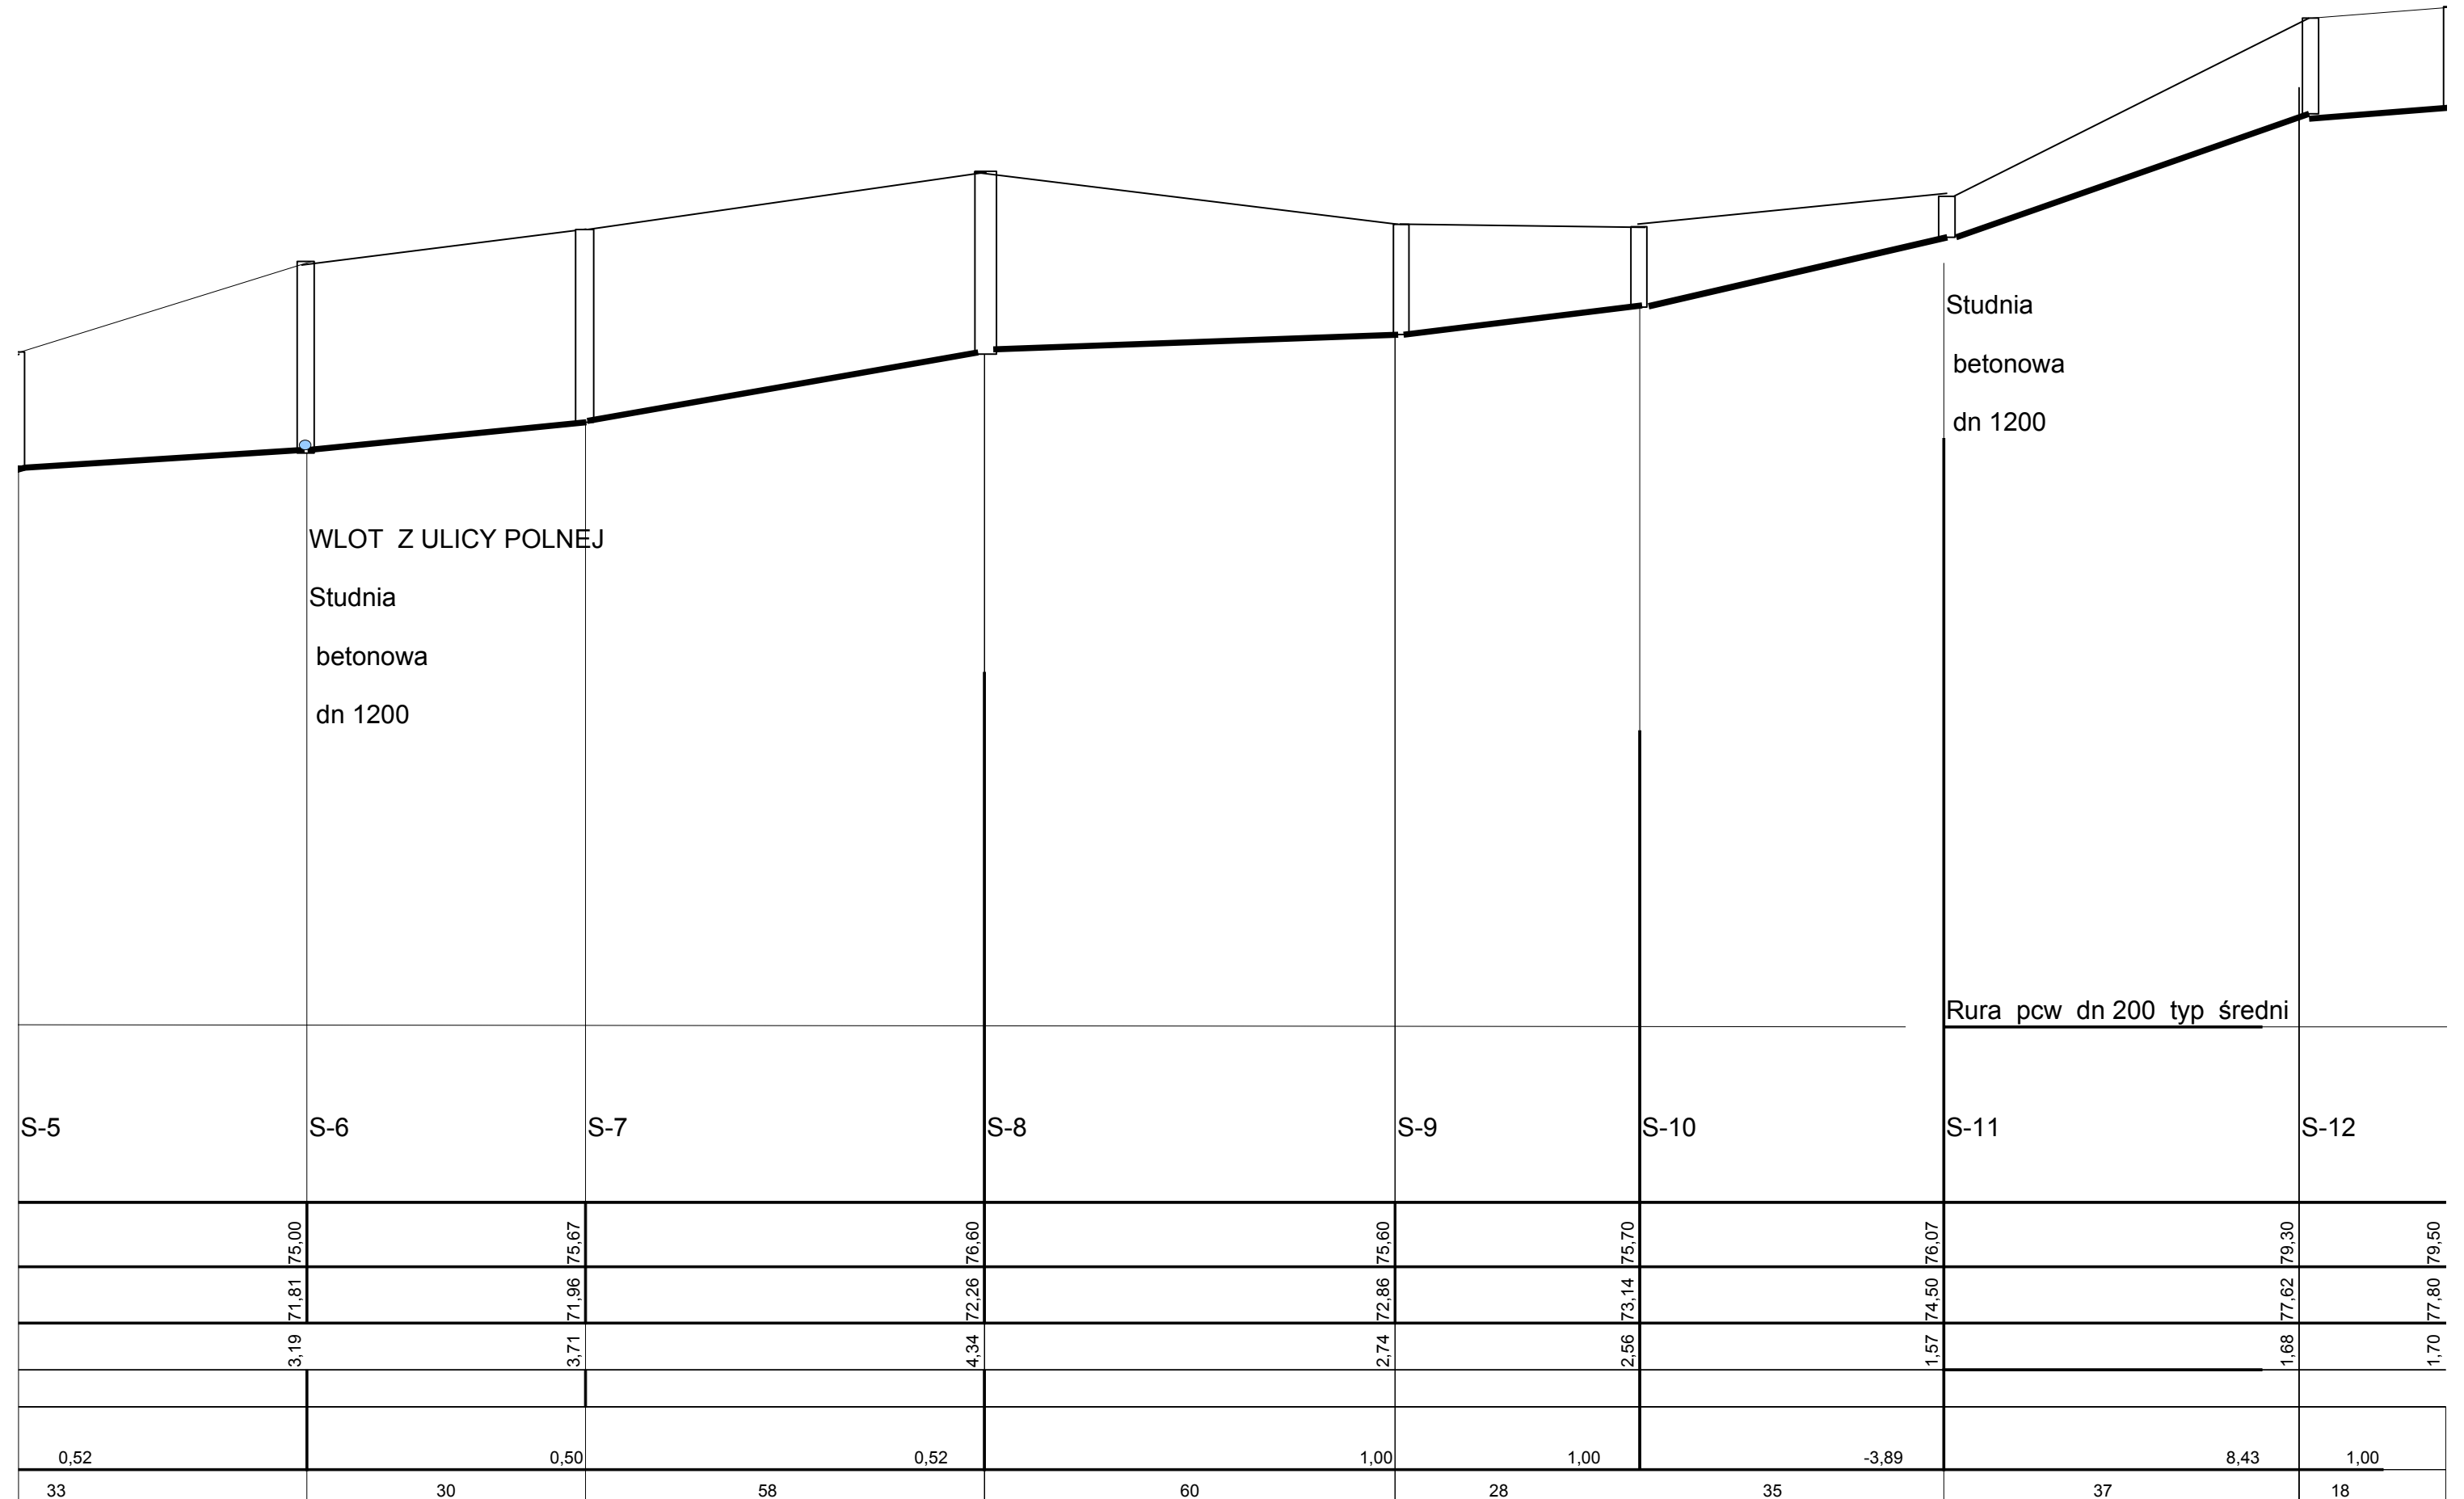 Studnia
betonowa
dn 1200
WLOT Z ULICY POLNEJ
Studnia
betonowa
dn 1200
Rura pcw dn 200 typ średni
S-5 S-6 S-7 S-8 S-9 S-10 S-11 S-12
75,00 75,67 76,60 75,60 75,70 76,07 79,30 79,50
71,81 71,96 72,26 72,86 73,14 74,50 77,62 77,80
3,19 3,71 4,34 2,74 2,56 1,57 1,68 1,70
0,52 0,50 0,52 1,00 1,00 -3,89 8,43 1,00
33 30 58 60 28 35 37 18